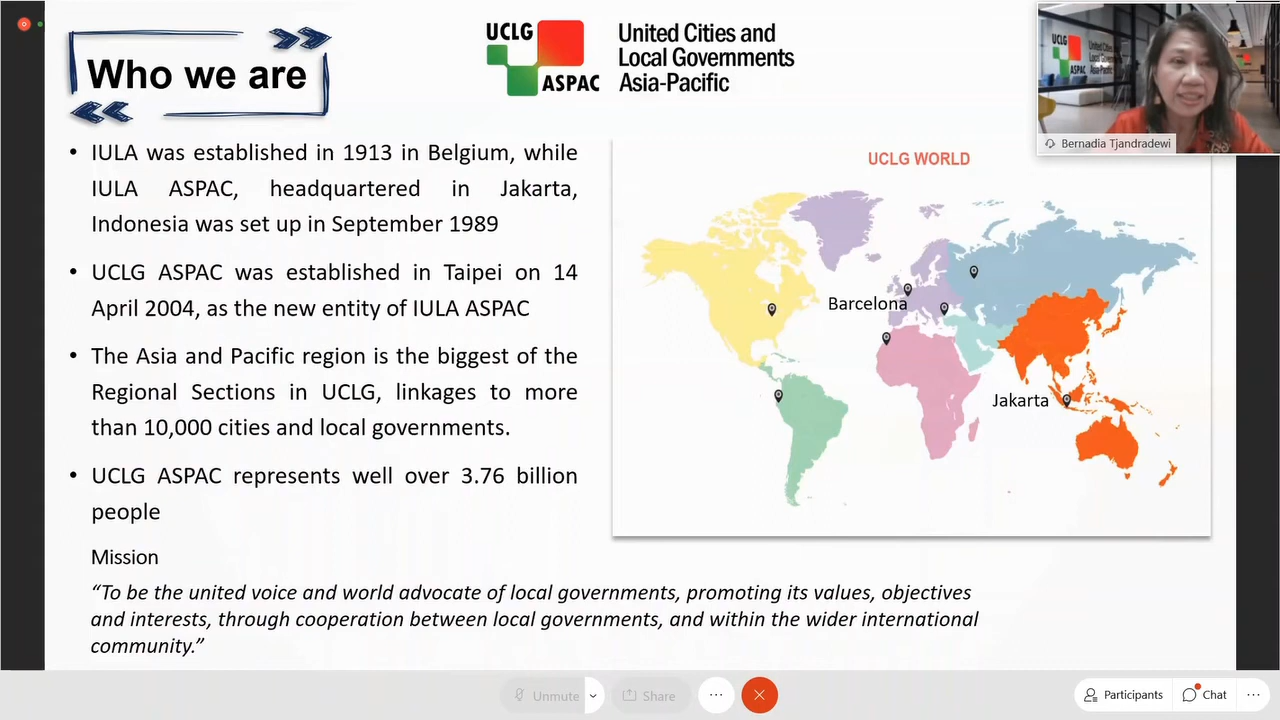 Who we are
UCLG
ASPAC
United Cities and
Local Governments
Asia-Pacific
Bernadia Tjandradewi
• IULA was established in 1913 in Belgium, while
IULA ASPAC, headquartered in Jakarta,
Indonesia was set up in September 1989
• UCLG ASPAC was established in Taipei on 14
April 2004, as the new entity of IULA ASPAC
• The Asia and Pacific region is the biggest of the
Regional Sections in UCLG, linkages to more
than 10,000 cities and local governments.
• UCLG ASPAC represents well over 3.76 billion
people
UCLG WORLD
Barcelona
Jakarta
Mission
“To be the united voice and world advocate of local governments, promoting its values, objectives
and interests, through cooperation between local governments, and within the wider international
community.”
Unmute
Share
Participants
Chat